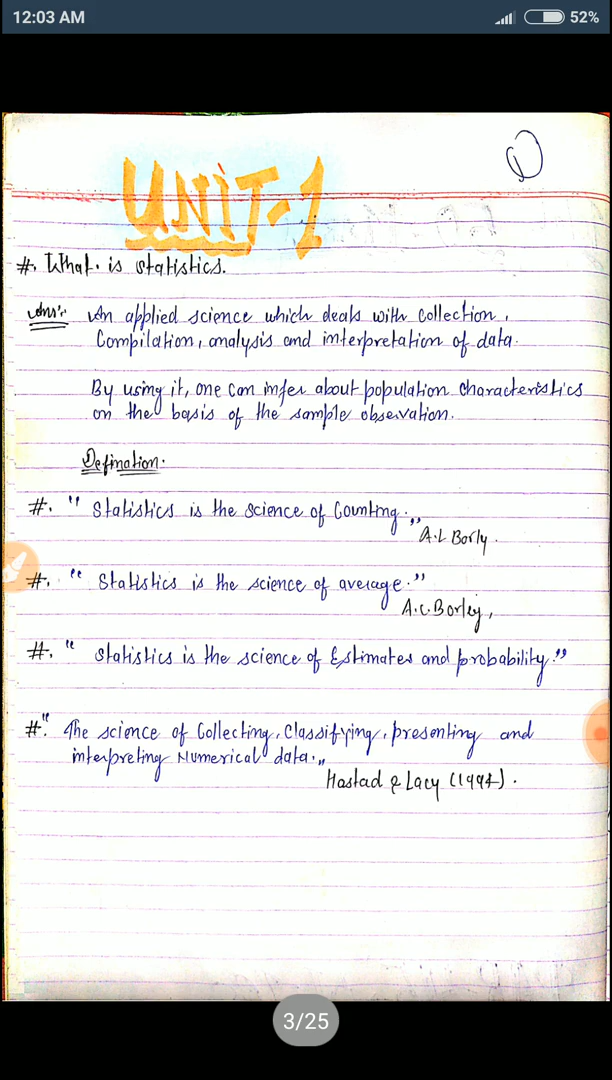 12:03 AM
52%
1
UNIT-1
#. What. is statistics.
Ans:- An applied science which deals with collection,
Compilation, analysis and interpretation of data.
By using it, one can infer about population characteristics
on the basis of the sample observation.
Defination.
#. " Statistics is the science of Counting."
A.L Borly.
#. " Statistics is the science of average."
A.L. Borley,
#. " Statistics is the science of Estimates and probability."
#." The science of Collecting, Classifying, presenting and
interpreting Numerical data."
Hastad & Lacy (1994).
3/25